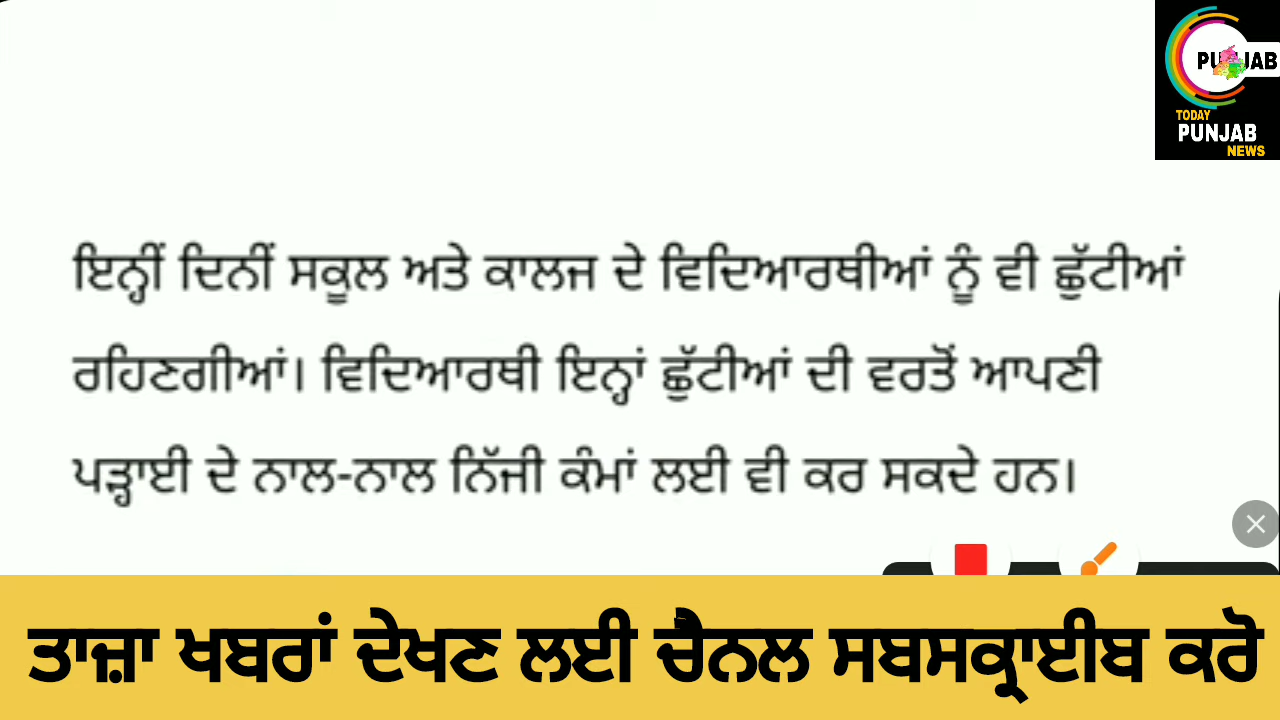 PUNJAB
TODAY
PUNJAB
NEWS
ਇਨ੍ਹੀਂ ਦਿਨੀਂ ਸਕੂਲ ਅਤੇ ਕਾਲਜ ਦੇ ਵਿਦਿਆਰਥੀਆਂ ਨੂੰ ਵੀ ਛੁੱਟੀਆਂ
ਰਹਿਣਗੀਆਂ। ਵਿਦਿਆਰਥੀ ਇਨ੍ਹਾਂ ਛੁੱਟੀਆਂ ਦੀ ਵਰਤੋਂ ਆਪਣੀ
ਪੜ੍ਹਾਈ ਦੇ ਨਾਲ-ਨਾਲ ਨਿੱਜੀ ਕੰਮਾਂ ਲਈ ਵੀ ਕਰ ਸਕਦੇ ਹਨ।
ਤਾਜ਼ਾ ਖਬਰਾਂ ਦੇਖਣ ਲਈ ਚੈਨਲ ਸਬਸਕ੍ਰਾਈਬ ਕਰੋ